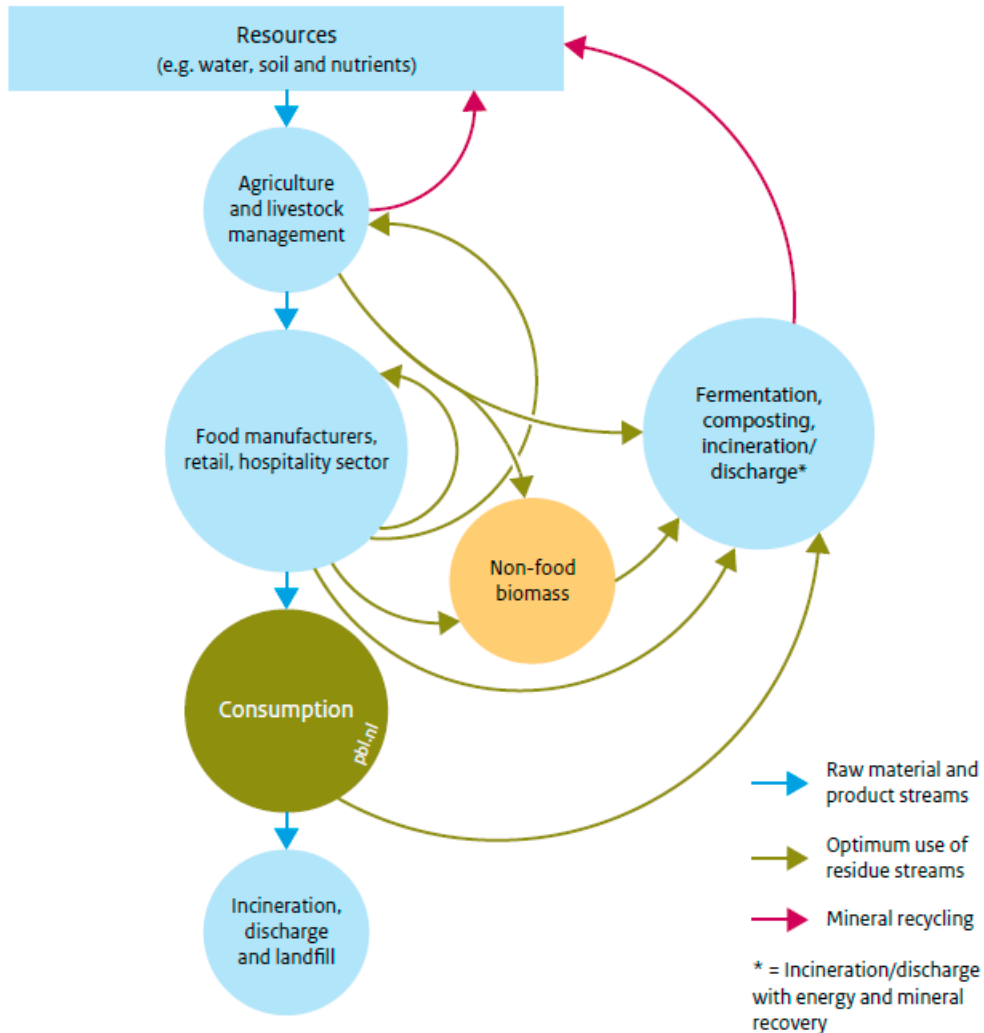 Resources
(e.g. water, soil and nutrients)
Agriculture
and livestock
management
Food manufacturers,
retail, hospitality sector
Fermentation,
composting,
incineration/
discharge*
Non-food
biomass
Consumption
pbl.nl
Incineration,
discharge
and landfill
Raw material and
product streams
Optimum use of
residue streams
Mineral recycling
* = Incineration/discharge
with energy and mineral
recovery